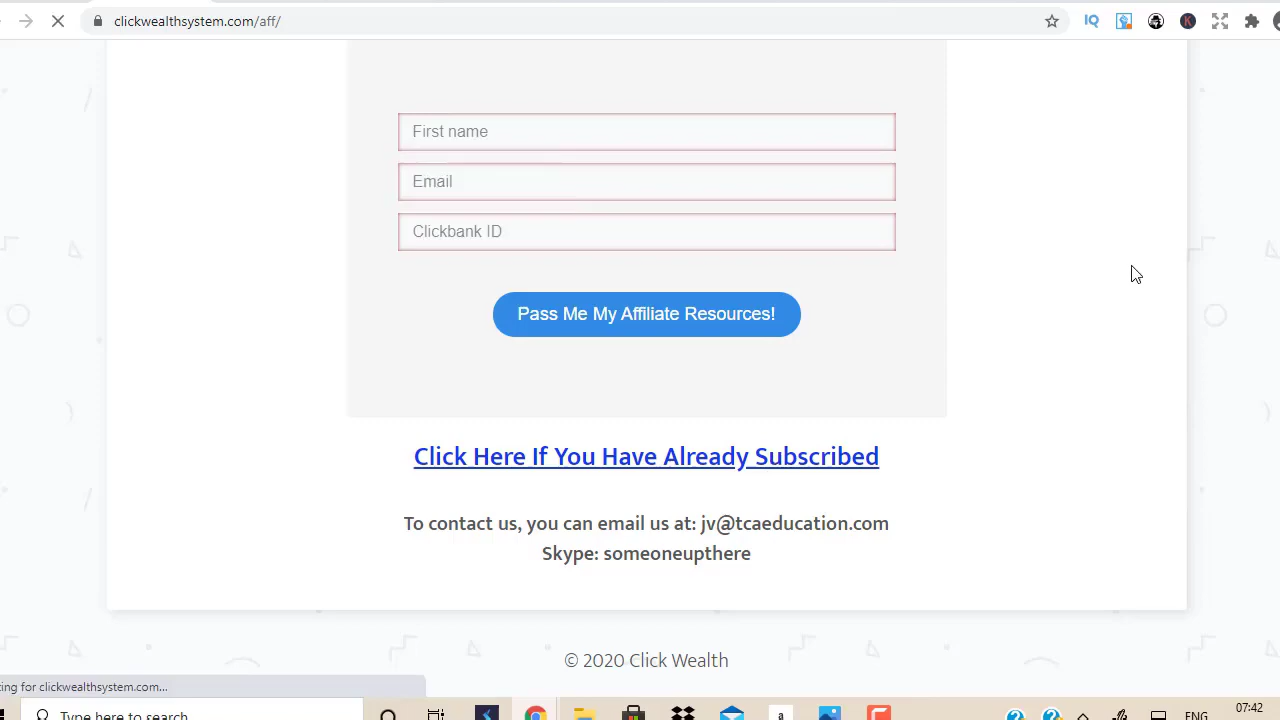 clickwealthsystem.com/aff/
IQ
K
First name
Email
Clickbank ID
Pass Me My Affiliate Resources!
Click Here If You Have Already Subscribed
To contact us, you can email us at: jv@tcaeducation.com
Skype: someoneupthere
© 2020 Click Wealth
ting for clickwealthsystem.com...
Type here to search
a
ENG
07:42